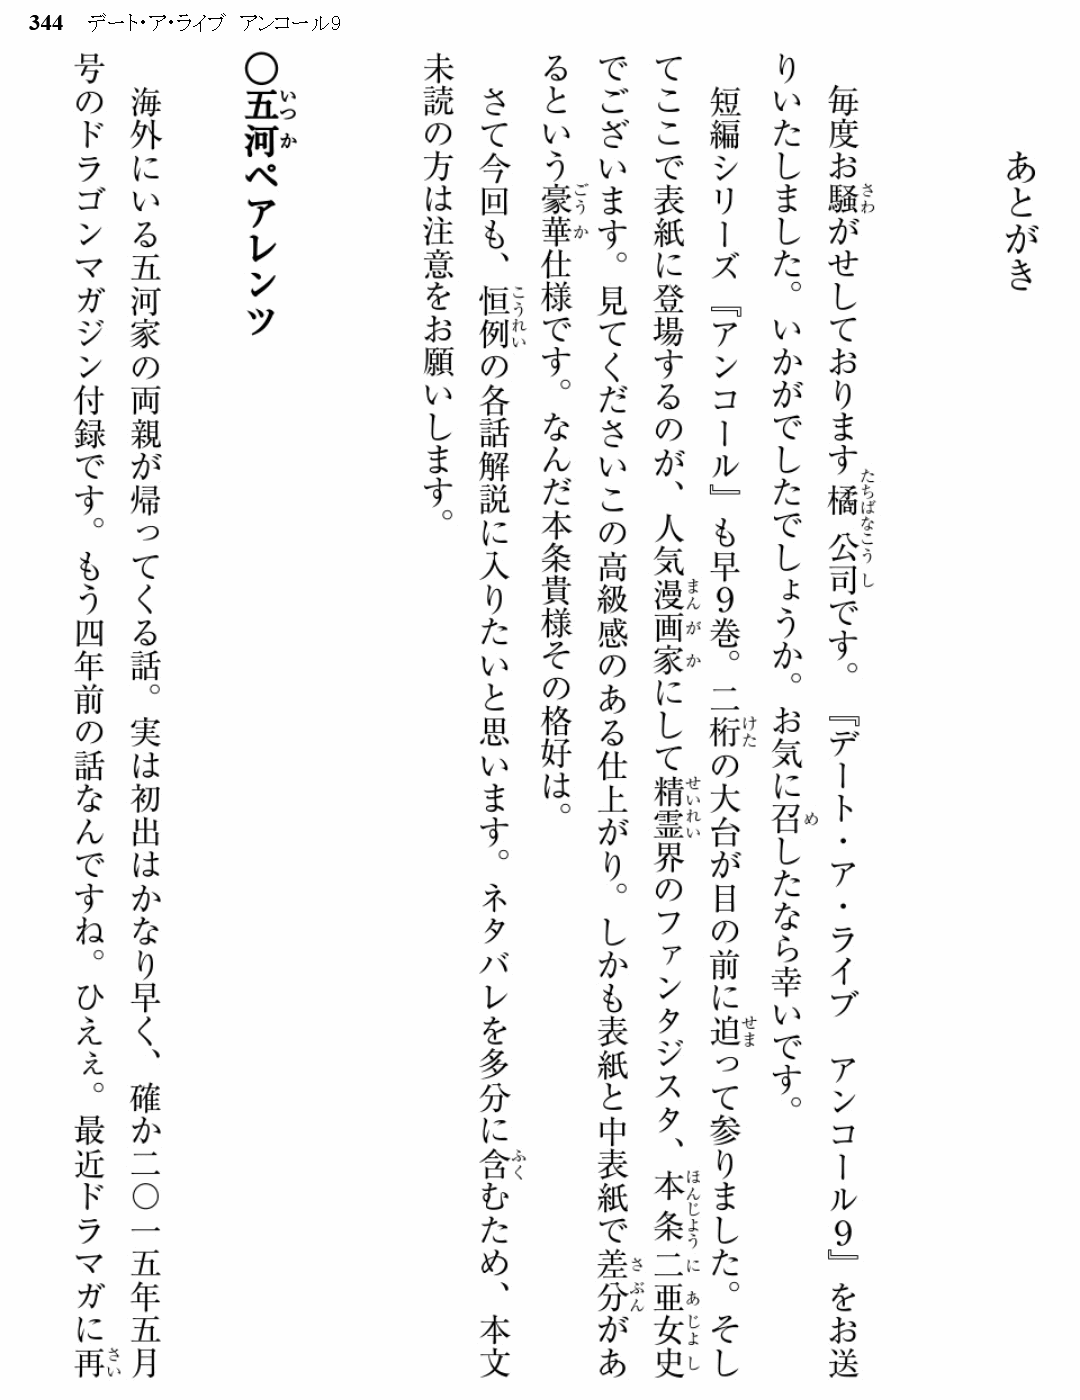 344 デート・ア・ライブ アンコール9
あとがき
毎度お騒がせしております橘公司です。『デート・ア・ライブ アンコール9』をお送
りいたしました。いかがでしたでしょうか。お気に召したなら幸いです。
短編シリーズ『アンコール』も早9巻。二桁の大台が目の前に迫って参りました。そし
てここで表紙に登場するのが、人気漫画家にして精霊界のファンタジスタ、本条二亜女史
でございます。見てくださいこの高級感のある仕上がり。しかも表紙と中表紙で差分があ
るという豪華仕様です。なんだ本条貴様その格好は。
さて今回も、恒例の各話解説に入りたいと思います。ネタバレを多分に含むため、本文
未読の方は注意をお願いします。
〇五河ペアレンツ
海外にいる五河家の両親が帰ってくる話。実は初出はかなり早く、確か二〇一五年五月
号のドラゴンマガジン付録です。もう四年前の話なんですね。ひえぇ。最近ドラマガに再